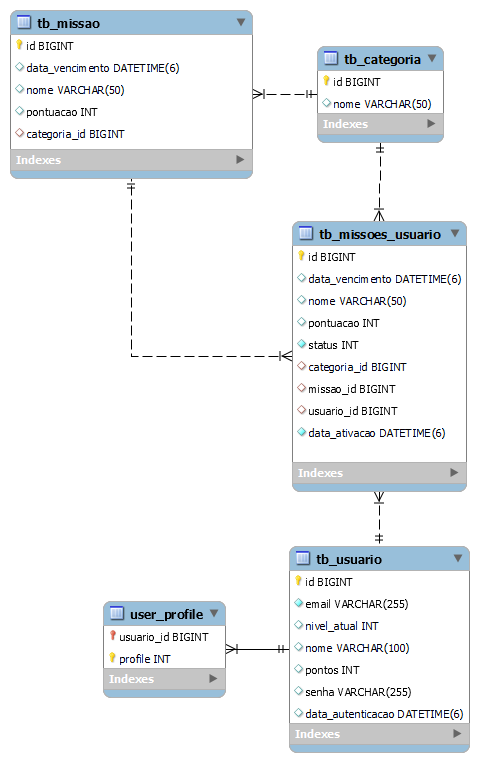 tb_missao
id BIGINT
data_vencimento DATETIME(6)
nome VARCHAR(50)
pontuacao INT
categoria_id BIGINT
Indexes
tb_categoria
id BIGINT
nome VARCHAR(50)
Indexes
tb_missoes_usuario
id BIGINT
data_vencimento DATETIME(6)
nome VARCHAR(50)
pontuacao INT
status INT
categoria_id BIGINT
missao_id BIGINT
usuario_id BIGINT
data_ativacao DATETIME(6)
Indexes
tb_usuario
id BIGINT
email VARCHAR(255)
nivel_atual INT
nome VARCHAR(100)
pontos INT
senha VARCHAR(255)
data_autenticacao DATETIME(6)
Indexes
user_profile
usuario_id BIGINT
profile INT
Indexes